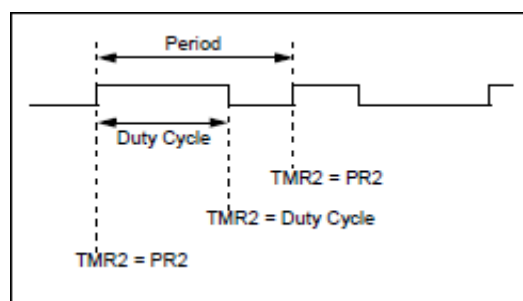 Period
Duty Cycle
TMR2 = PR2
TMR2 = Duty Cycle
TMR2 = PR2